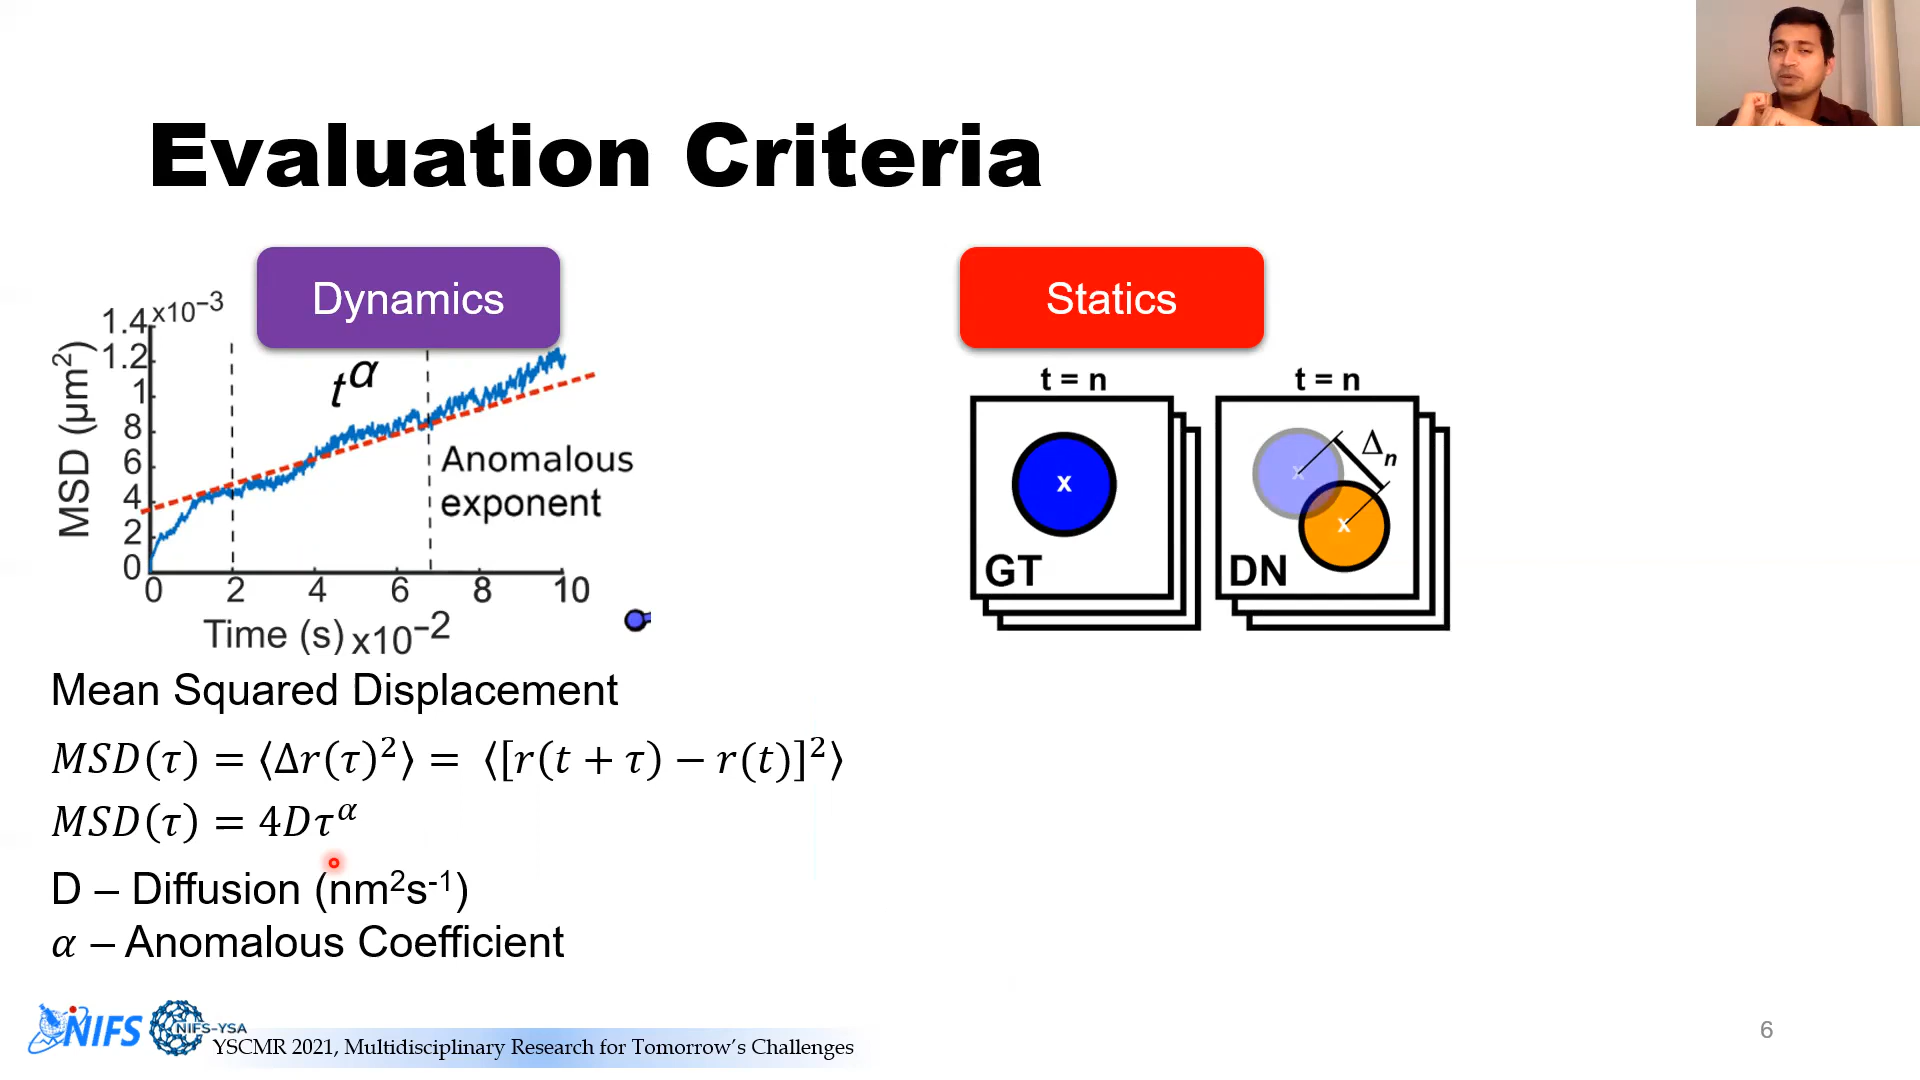 Evaluation Criteria
Dynamics
1.4 x10⁻³
1.2
1
8
6
4
2
0
MSD (μm²)
t^α
Anomalous
exponent
0 2 4 6 8 10
Time (s) x10⁻²
Mean Squared Displacement
MSD(τ) = ⟨Δr(τ)²⟩ = ⟨[r(t + τ) − r(t)]²⟩
MSD(τ) = 4Dτ^α
D – Diffusion (nm²s⁻¹)
α – Anomalous Coefficient
Statics
t = n
x
GT
t = n
x
Δn
x
DN
NIFS
NIFS-YSA
YSCMR 2021, Multidisciplinary Research for Tomorrow's Challenges
6